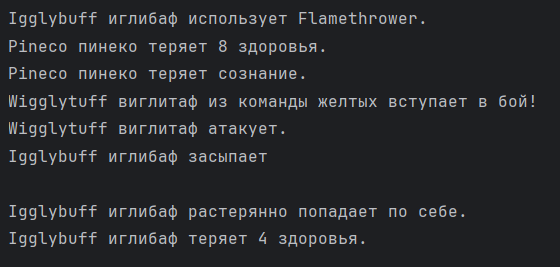 Igglybuff иглибаф использует Flamethrower.
Pineco пинеко теряет 8 здоровья.
Pineco пинеко теряет сознание.
Wigglytuff виглитаф из команды желтых вступает в бой!
Wigglytuff виглитаф атакует.
Igglybuff иглибаф засыпает
Igglybuff иглибаф растерянно попадает по себе.
Igglybuff иглибаф теряет 4 здоровья.